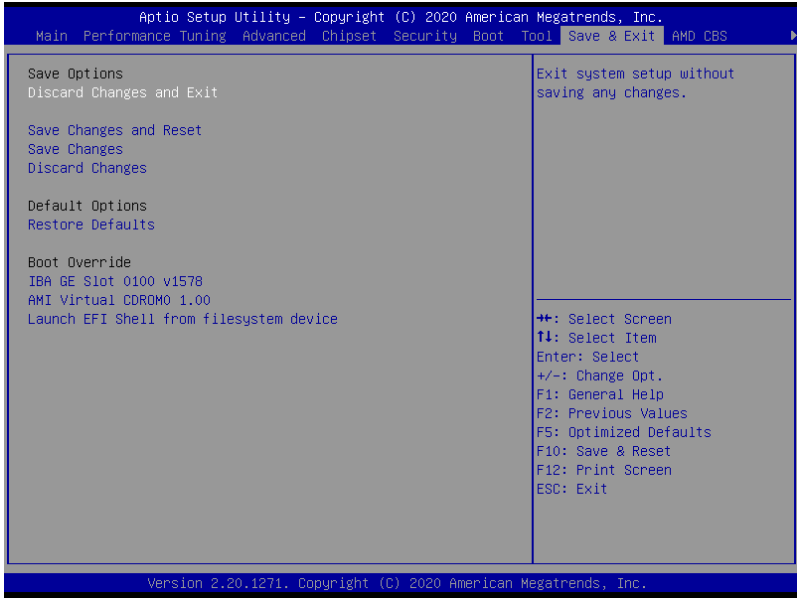 Aptio Setup Utility – Copyright (C) 2020 American Megatrends, Inc.
Main Performance Tuning Advanced Chipset Security Boot Tool Save & Exit AMD CBS
Save Options
Discard Changes and Exit
Save Changes and Reset
Save Changes
Discard Changes
Default Options
Restore Defaults
Boot Override
IBA GE Slot 0100 v1578
AMI Virtual CDROM0 1.00
Launch EFI Shell from filesystem device
Exit system setup without
saving any changes.
→←: Select Screen
↑↓: Select Item
Enter: Select
+/-: Change Opt.
F1: General Help
F2: Previous Values
F5: Optimized Defaults
F10: Save & Reset
F12: Print Screen
ESC: Exit
Version 2.20.1271. Copyright (C) 2020 American Megatrends, Inc.